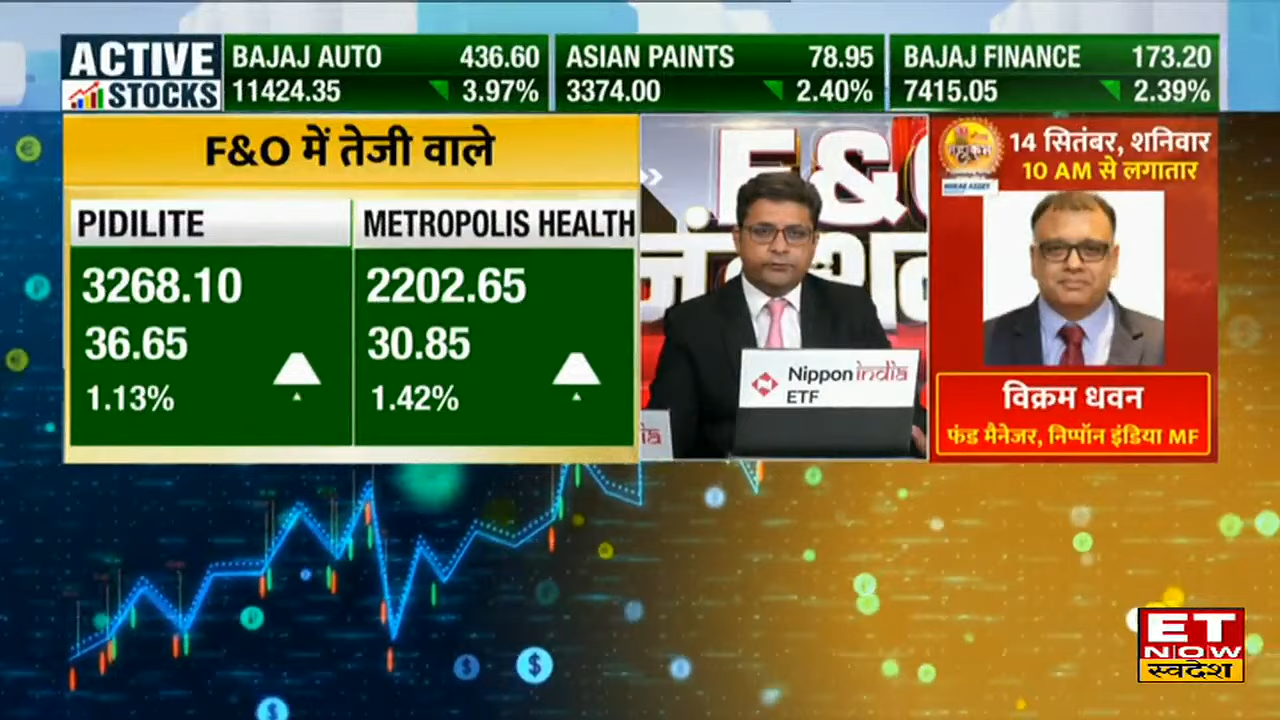 ACTIVE
STOCKS
BAJAJ AUTO 436.60
11424.35 3.97%
ASIAN PAINTS 78.95
3374.00 2.40%
BAJAJ FINANCE 173.20
7415.05 2.39%
F&O में तेजी वाले
PIDILITE
3268.10
36.65
1.13%
METROPOLIS HEALTH
2202.65
30.85
1.42%
F&
Nippon india
ETF
14 सितंबर, शनिवार
10 AM से लगातार
विक्रम धवन
फंड मैनेजर, निप्पॉन इंडिया MF
ET
NOW
स्वदेश